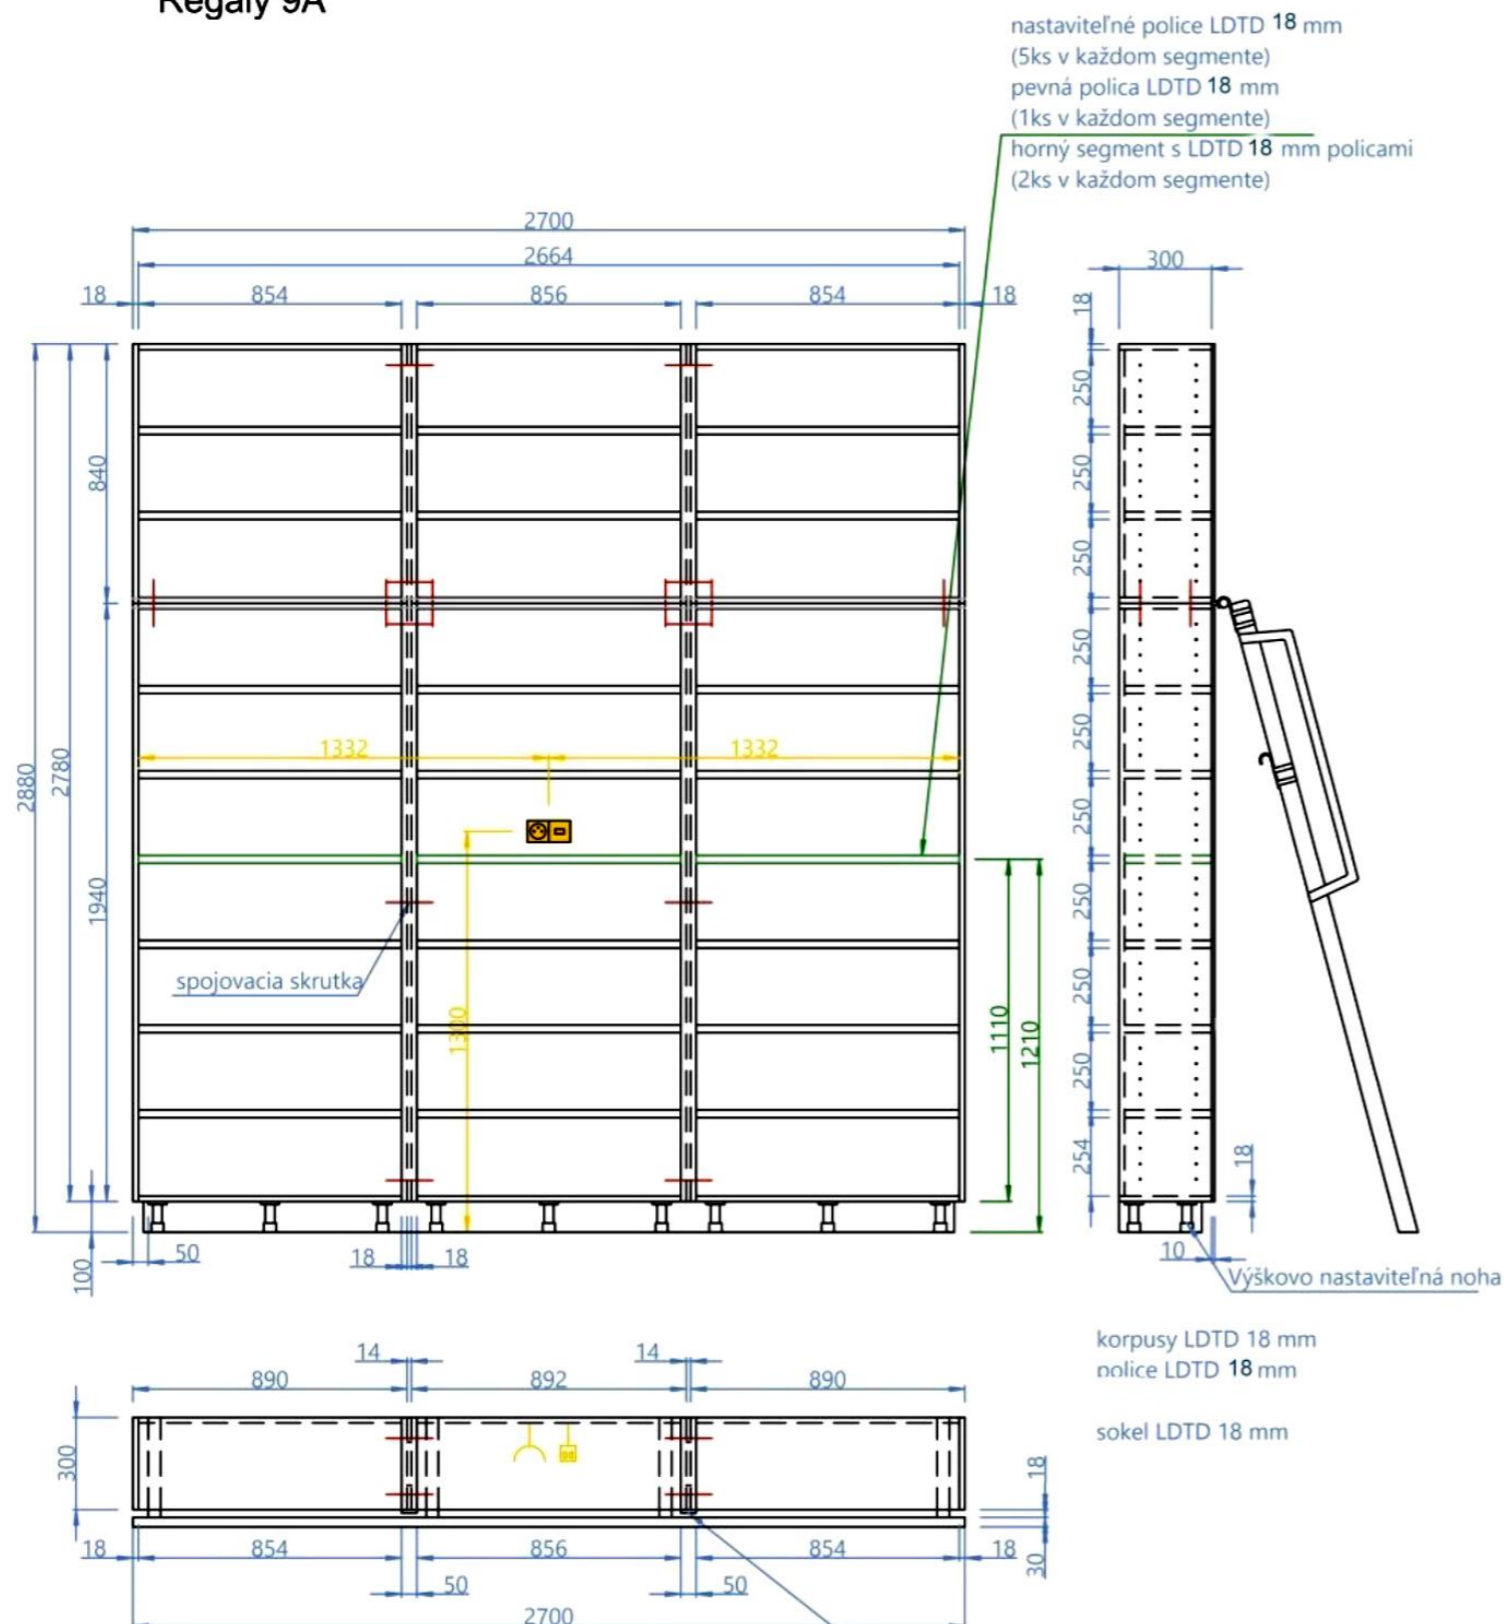 Regály 9A
nastaviteľné police LDTD 18 mm
(5ks v každom segmente)
pevná polica LDTD 18 mm
(1ks v každom segmente)
horný segment s LDTD 18 mm policami
(2ks v každom segmente)
2700
2664
18 854 856 854 18
300
18
250
250
250
250
250
250
250
250
250
254
18
10
840
1940
2780
2880
100
1332 1332
1300
1110
1210
spojovacia skrutka
50
18 18
Výškovo nastaviteľná noha
korpusy LDTD 18 mm
police LDTD 18 mm
sokel LDTD 18 mm
14 14
890 892 890
300
18
30
18 854 856 854 18
50 50
2700